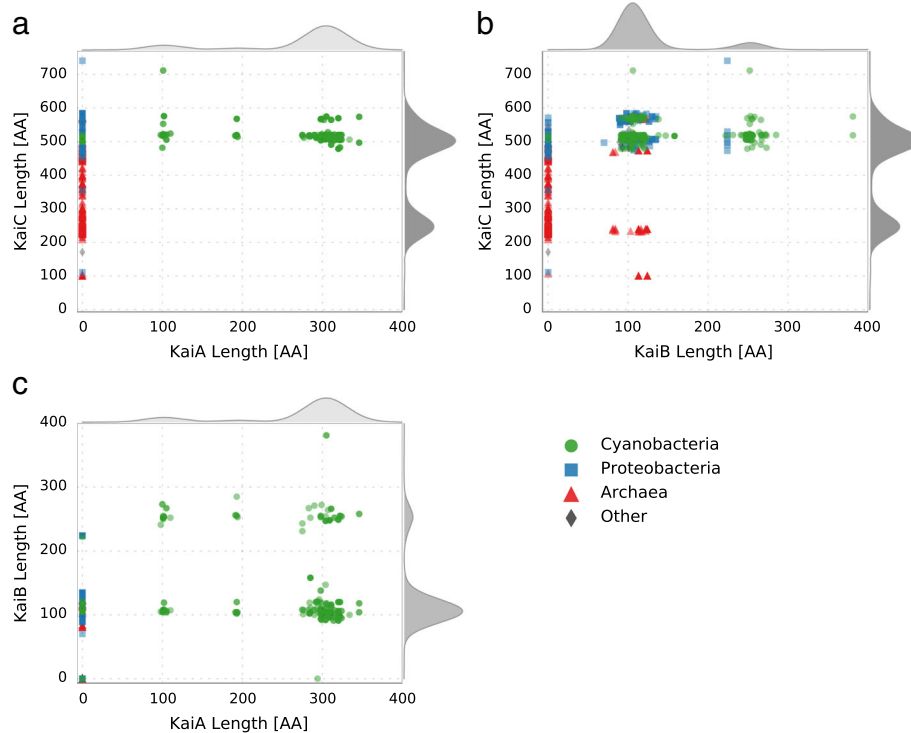 a
700
600
500
400
300
200
100
0
KaiC Length [AA]
0 100 200 300 400
KaiA Length [AA]
b
700
600
500
400
300
200
100
0
KaiC Length [AA]
0 100 200 300 400
KaiB Length [AA]
c
400
300
200
100
0
KaiB Length [AA]
0 100 200 300 400
KaiA Length [AA]
Cyanobacteria
Proteobacteria
Archaea
Other